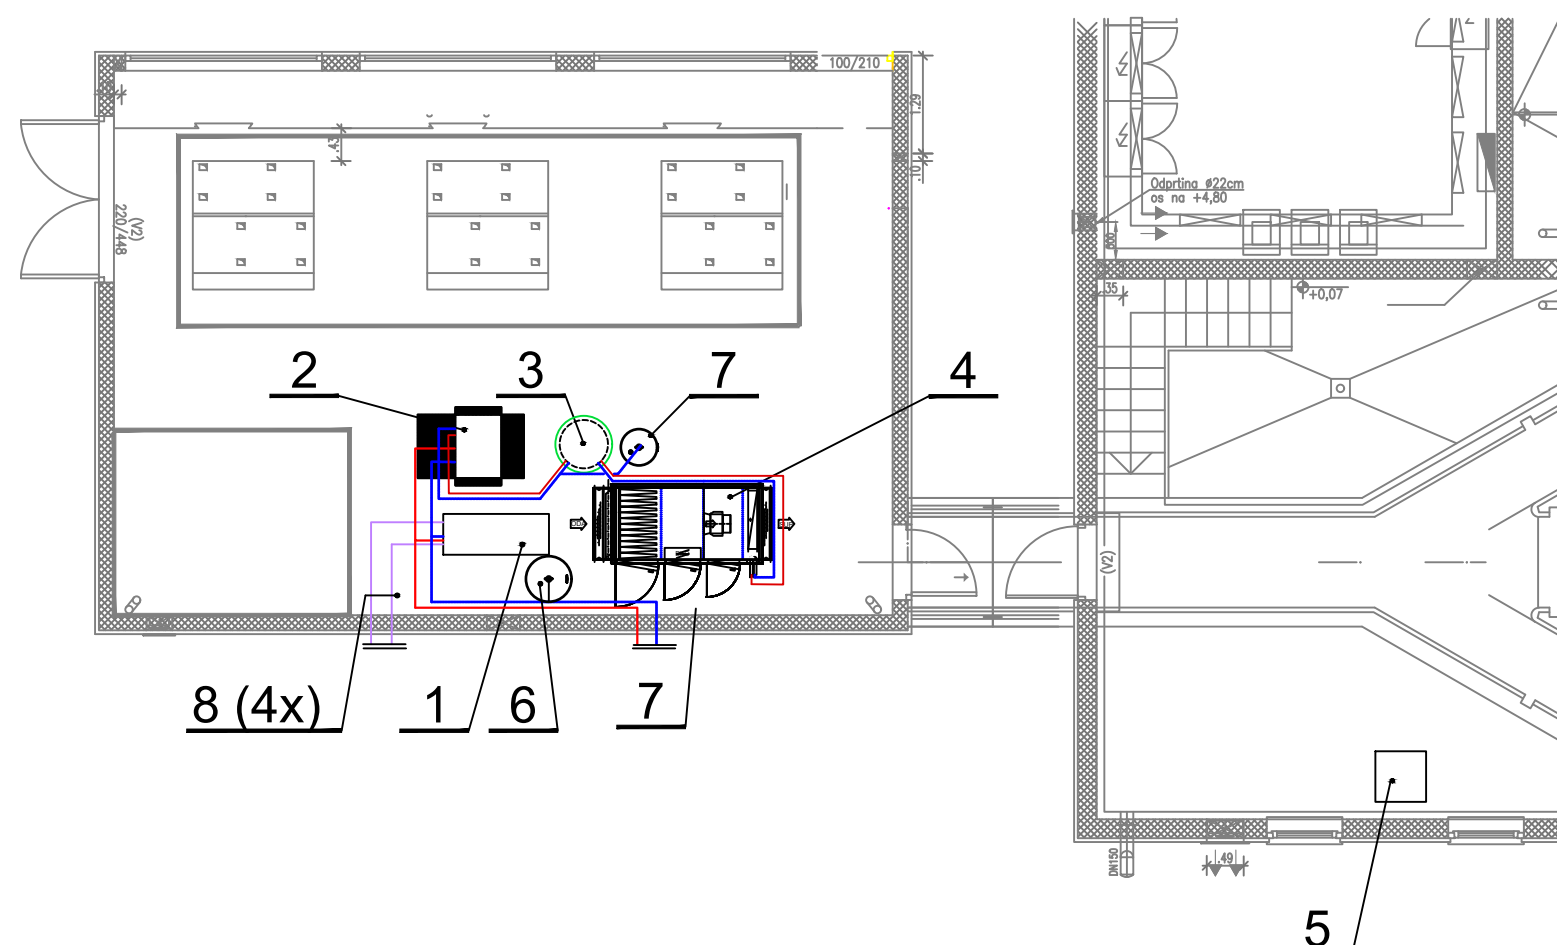 100/210
1.29
.43
.10
(V2)
220/448
Odprtina ø22cm
os na +4,80
600
.35
+0,07
2
3
7
4
(V2)
8 (4x)
1
6
7
DN150
.49
5